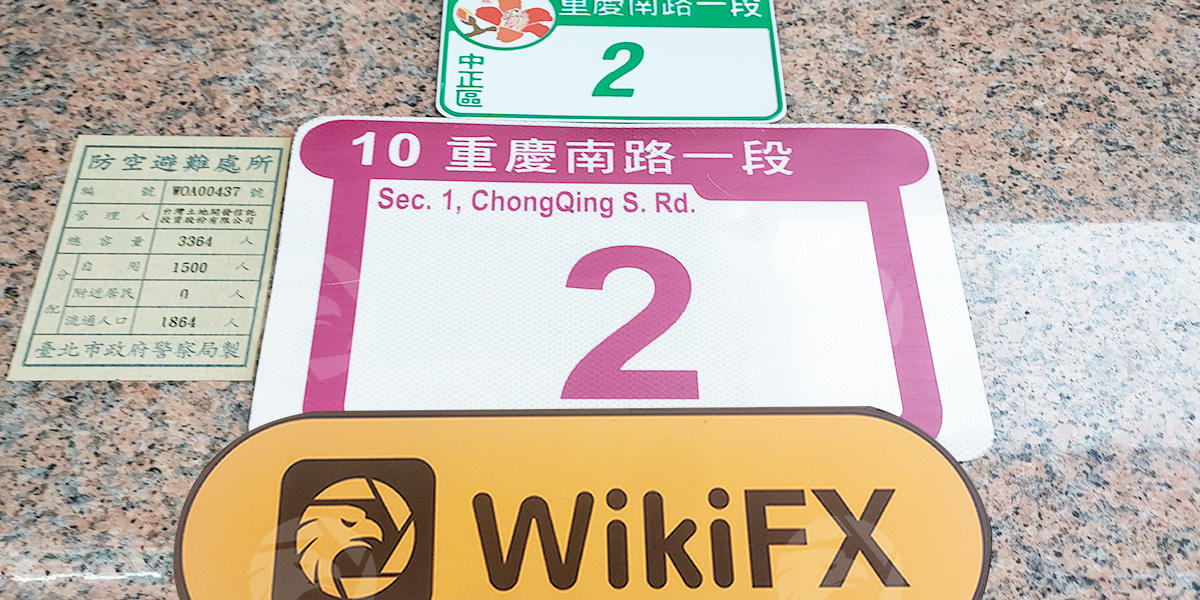 重慶南路一段
中正區
2
10 重慶南路一段
Sec. 1, ChongQing S. Rd.
2
防空避難處所
編號 WOA00437 號
管理人 台灣土地開發信託
投資股份有限公司
總容量 3364 人
分配
自用 1500 人
附近居民 0 人
流通人口 1864 人
臺北市政府警察局製
WikiFX